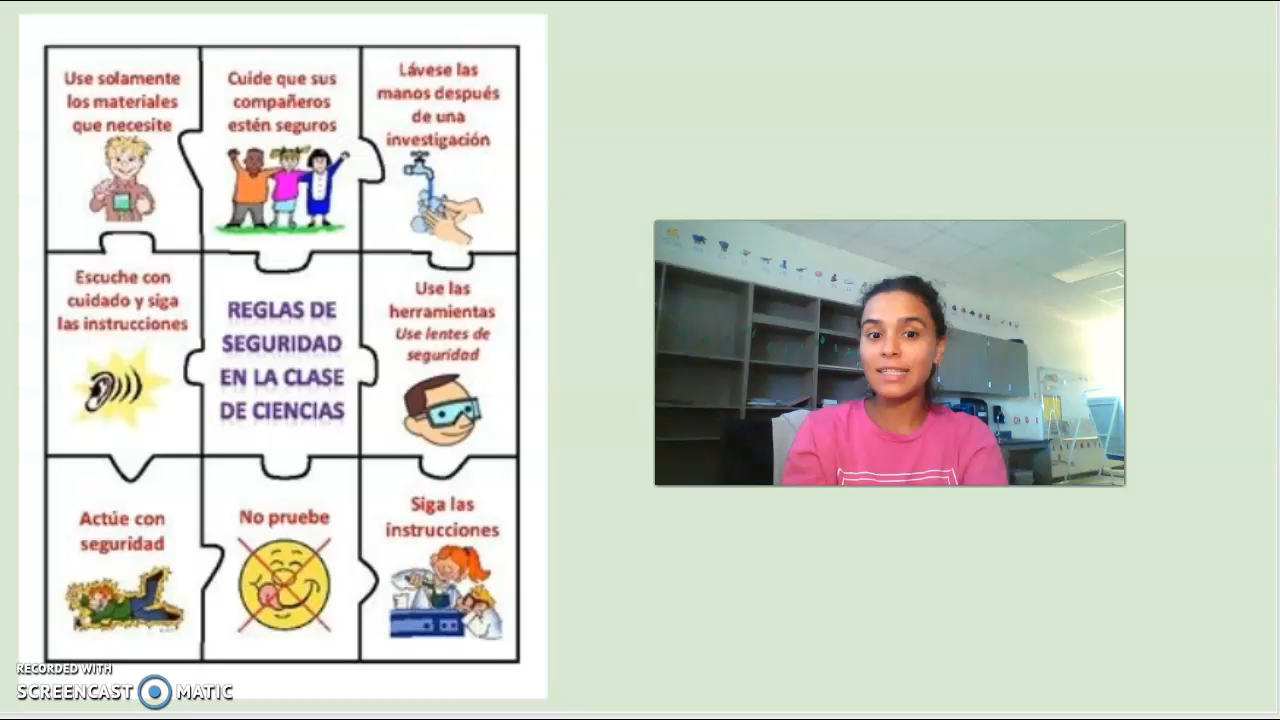 Use solamente
los materiales
que necesite
Cuide que sus
compañeros
estén seguros
Lávese las
manos después
de una
investigación
Escuche con
cuidado y siga
las instrucciones
REGLAS DE
SEGURIDAD
EN LA CLASE
DE CIENCIAS
Use las
herramientas
Use lentes de
seguridad
Actúe con
seguridad
No pruebe
Siga las
instrucciones
RECORDED WITH
SCREENCAST MATIC